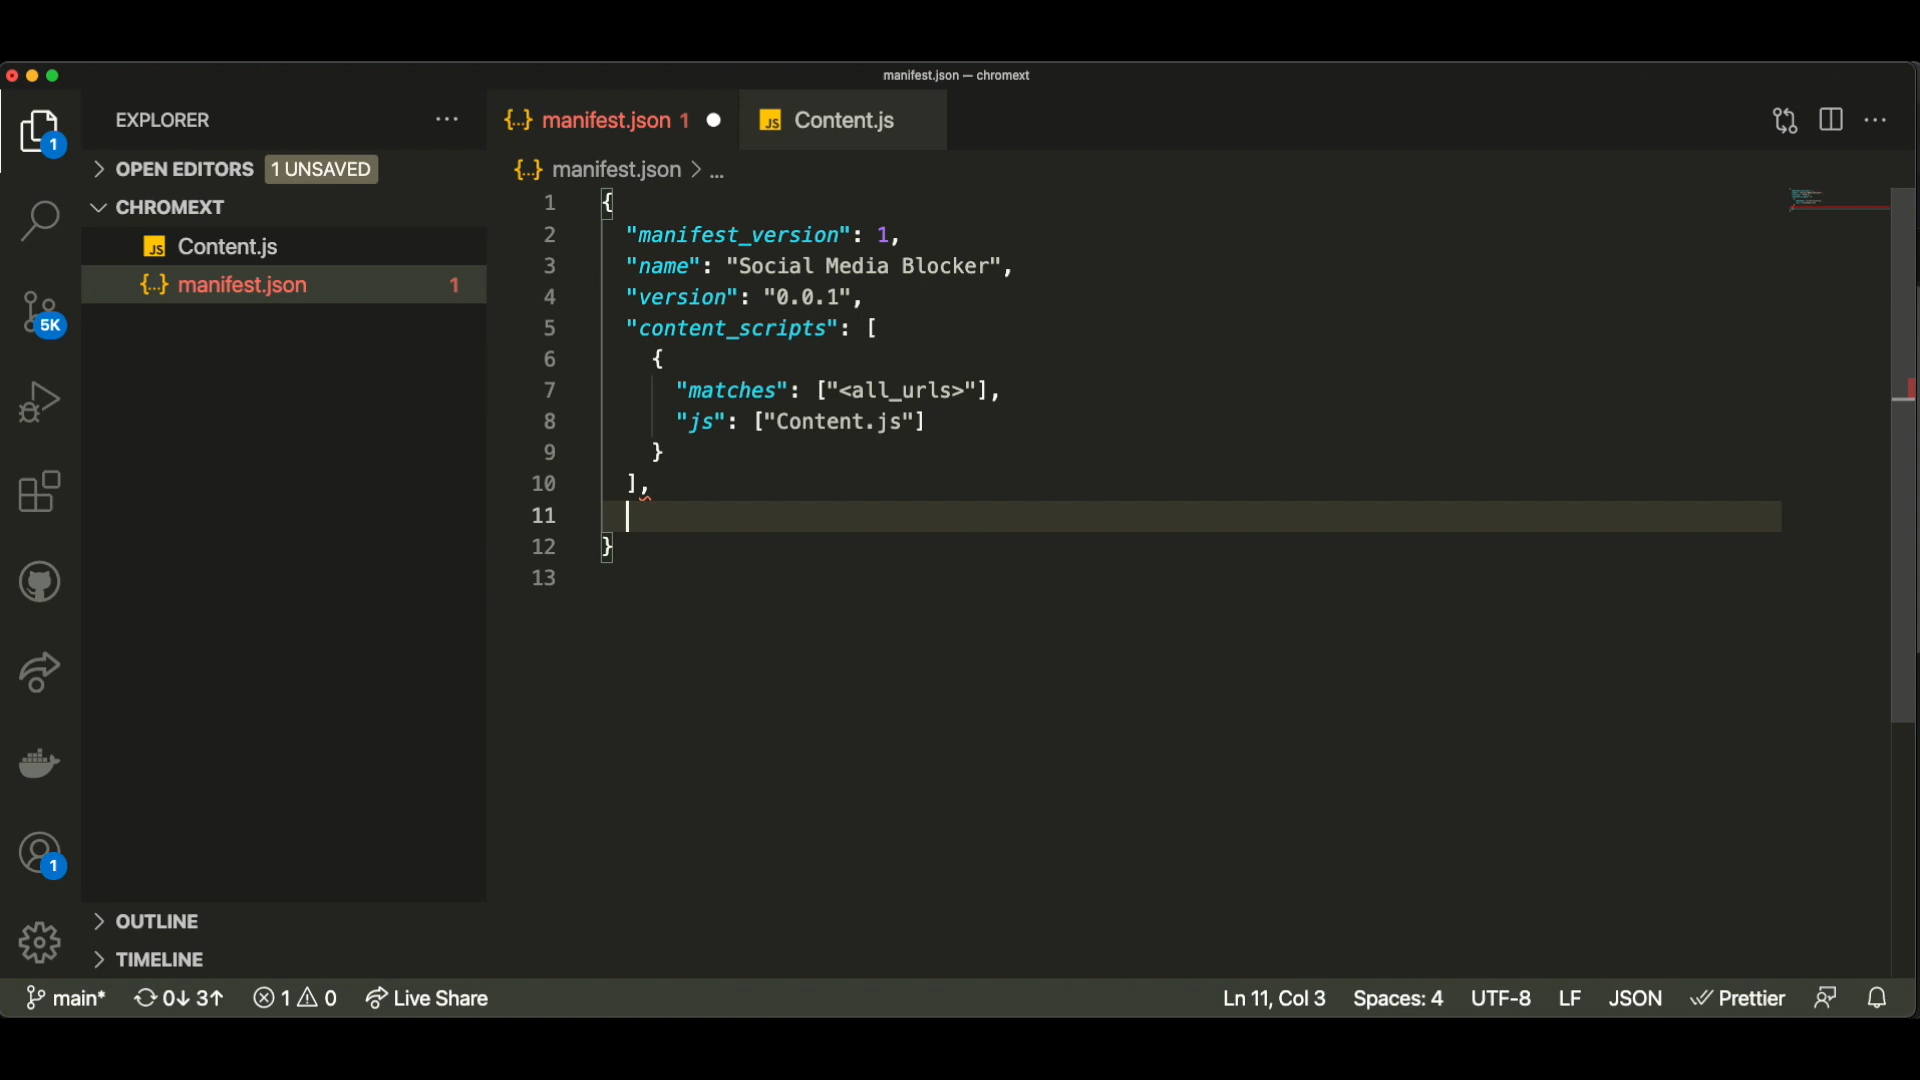 manifest.json — chromext
EXPLORER
...
{..} manifest.json 1
JS Content.js
...
1
OPEN EDITORS 1 UNSAVED
{..} manifest.json > ...
CHROMEXT
JS Content.js
{..} manifest.json 1
5K
1 {
2 "manifest_version": 1,
3 "name": "Social Media Blocker",
4 "version": "0.0.1",
5 "content_scripts": [
6 {
7 "matches": ["<all_urls>"],
8 "js": ["Content.js"]
9 }
10 ],
11
12 }
13
1
OUTLINE
TIMELINE
main* 0↓ 3↑ 1 0 Live Share
Ln 11, Col 3 Spaces: 4 UTF-8 LF JSON Prettier